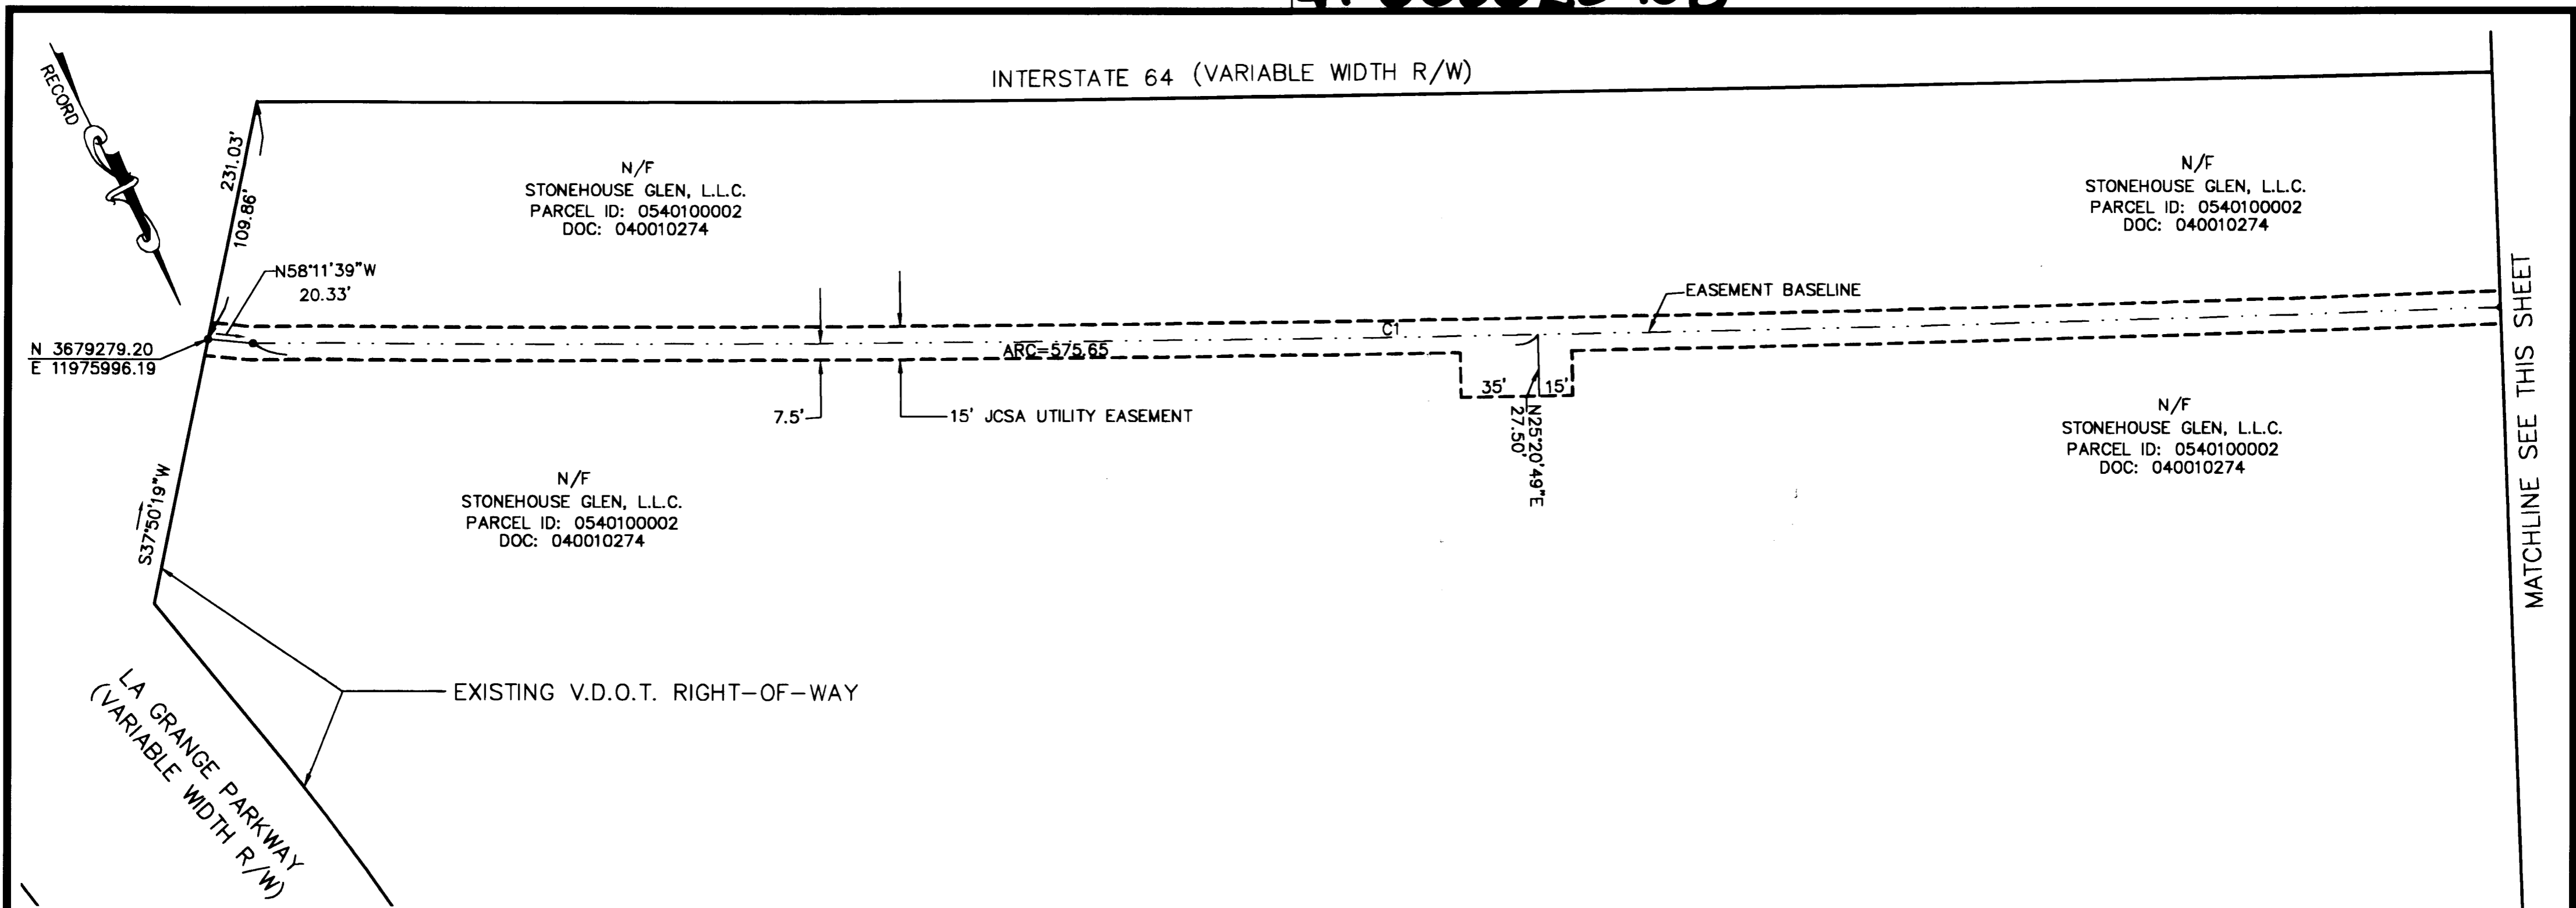 INTERSTATE 64 (VARIABLE WIDTH R/W)
RECORD
231.03'
109.86'
N/F
STONEHOUSE GLEN, L.L.C.
PARCEL ID: 0540100002
DOC: 040010274
N/F
STONEHOUSE GLEN, L.L.C.
PARCEL ID: 0540100002
DOC: 040010274
N58°11'39"W
20.33'
EASEMENT BASELINE
N 3679279.20
E 11975996.19
C1
ARC=575.65
35'
15'
7.5'
15' JCSA UTILITY EASEMENT
N25°20'49"E
27.50'
N/F
STONEHOUSE GLEN, L.L.C.
PARCEL ID: 0540100002
DOC: 040010274
N/F
STONEHOUSE GLEN, L.L.C.
PARCEL ID: 0540100002
DOC: 040010274
S37°50'19"W
MATCHLINE SEE THIS SHEET
EXISTING V.D.O.T. RIGHT-OF-WAY
LA GRANGE PARKWAY
(VARIABLE WIDTH R/W)